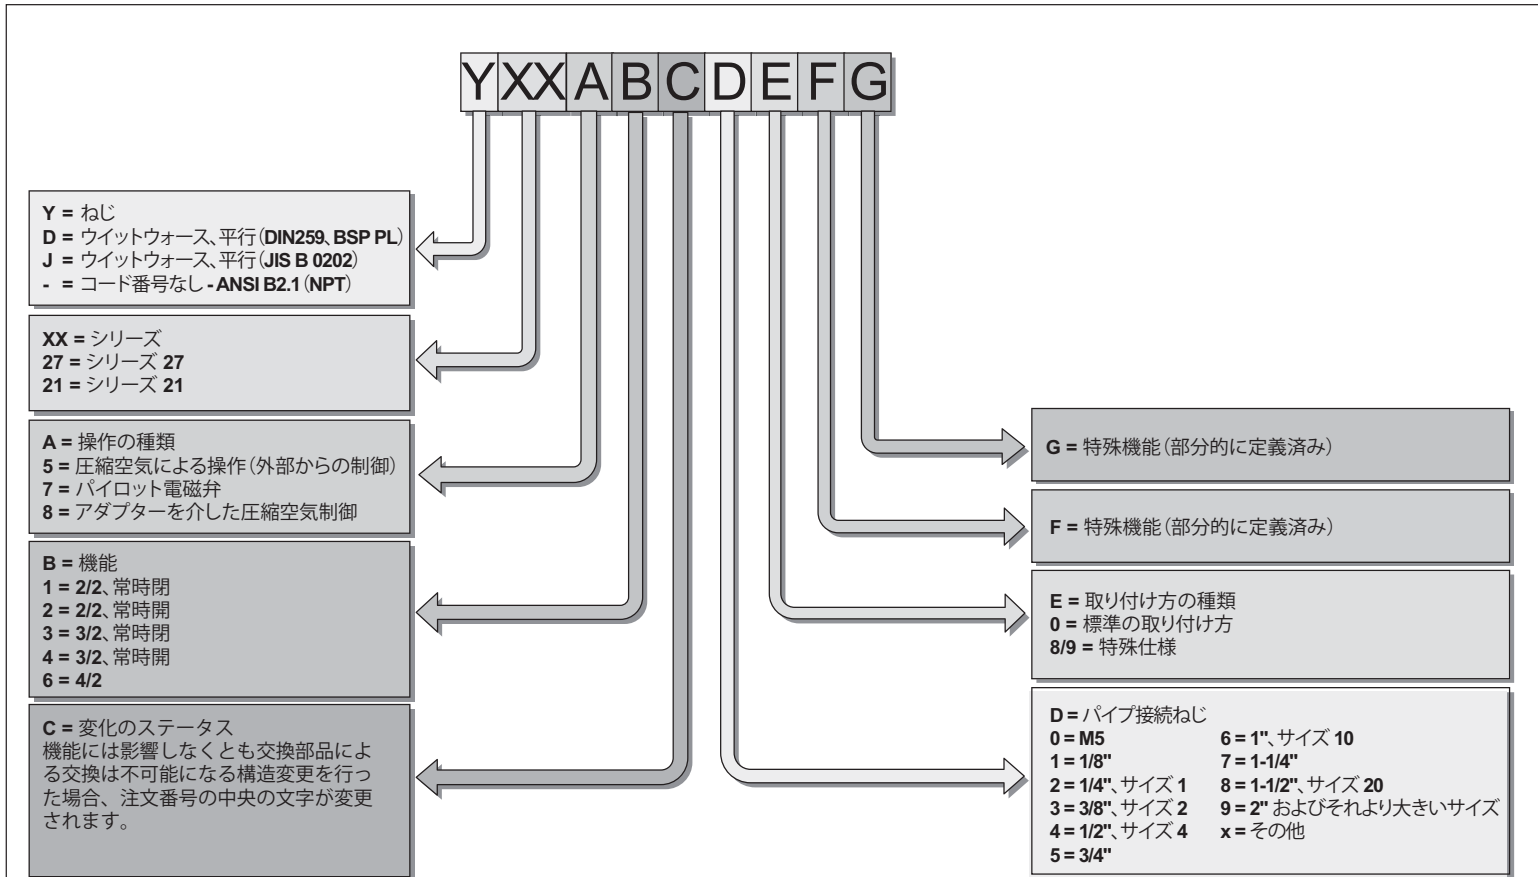 YXXABCDEFG
Y = ねじ
D = ウイットウォース、平行（DIN259、BSP PL）
J = ウイットウォース、平行（JIS B 0202）
- = コード番号なし - ANSI B2.1（NPT）
XX = シリーズ
27 = シリーズ 27
21 = シリーズ 21
A = 操作の種類
5 = 圧縮空気による操作（外部からの制御）
7 = パイロット電磁弁
8 = アダプターを介した圧縮空気制御
B = 機能
1 = 2/2、常時閉
2 = 2/2、常時開
3 = 3/2、常時閉
4 = 3/2、常時開
6 = 4/2
C = 変化のステータス
機能には影響しなくとも交換部品によ
る交換は不可能になる構造変更を行っ
た場合、注文番号の中央の文字が変更
されます。
G = 特殊機能（部分的に定義済み）
F = 特殊機能（部分的に定義済み）
E = 取り付け方の種類
0 = 標準の取り付け方
8/9 = 特殊仕様
D = パイプ接続ねじ
0 = M5
1 = 1/8"
2 = 1/4"、サイズ 1
3 = 3/8"、サイズ 2
4 = 1/2"、サイズ 4
5 = 3/4"
6 = 1"、サイズ 10
7 = 1-1/4"
8 = 1-1/2"、サイズ 20
9 = 2" およびそれより大きいサイズ
x = その他